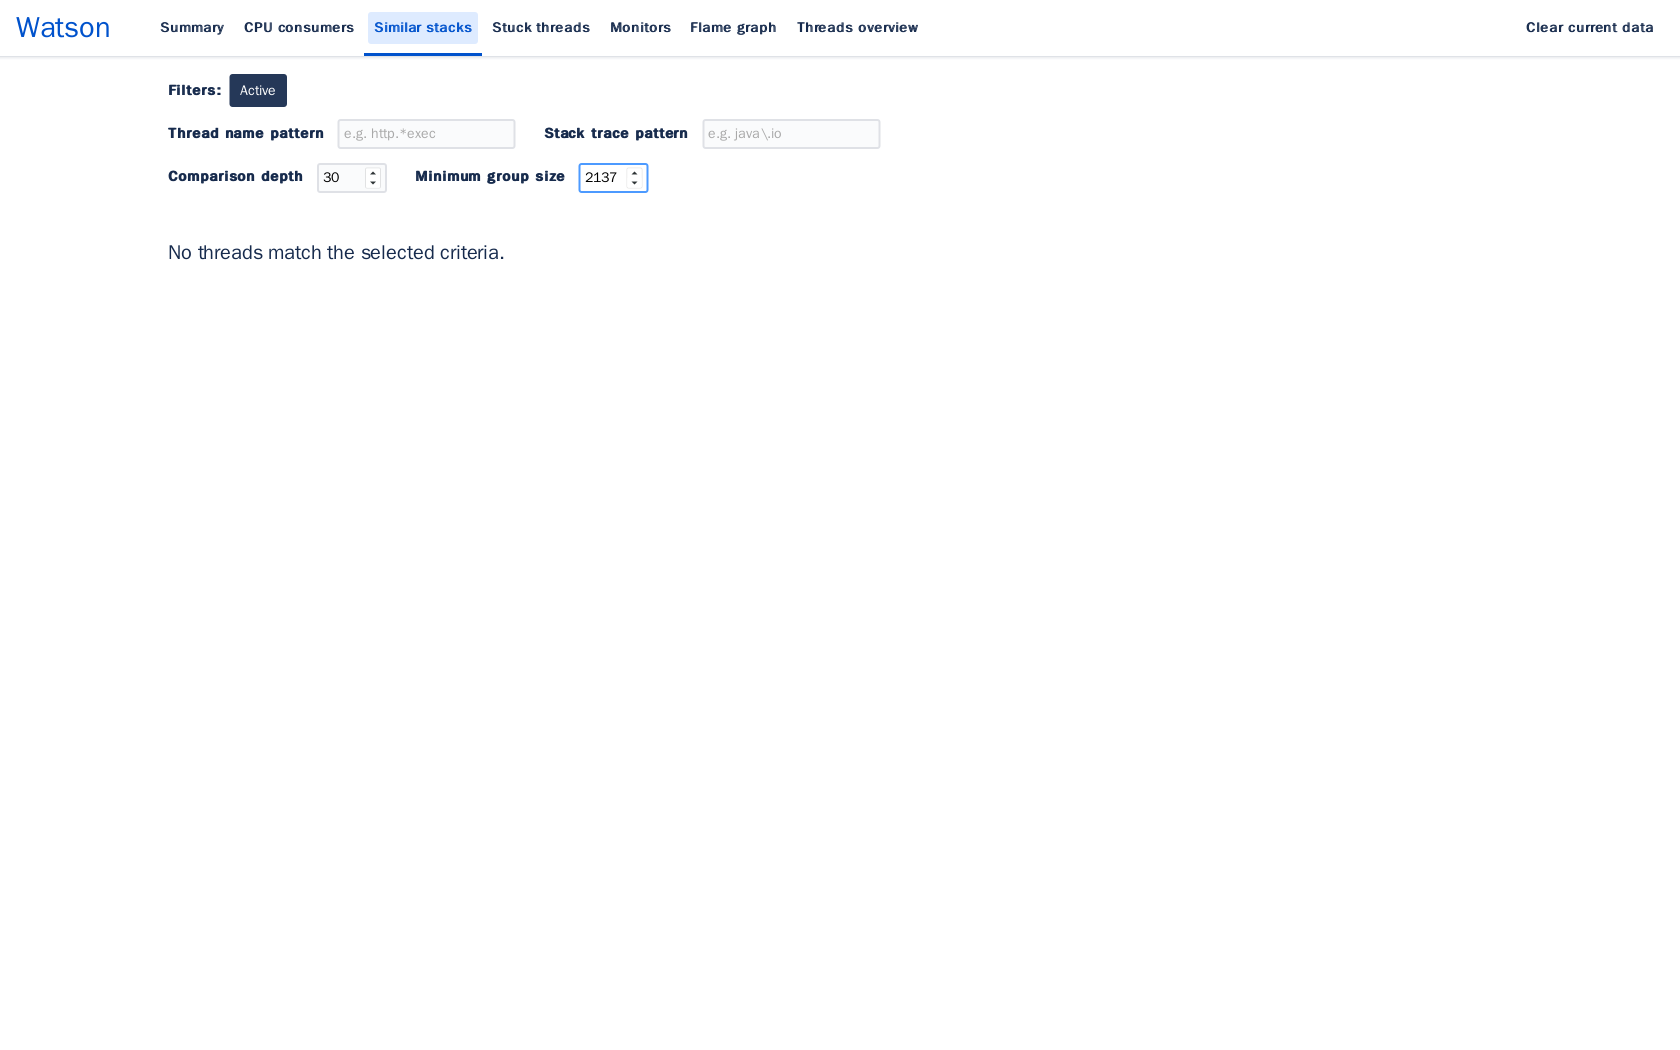 Watson Summary CPU consumers Similar stacks Stuck threads Monitors Flame graph Threads overview Clear current data
Filters: Active
Thread name pattern e.g. http.*exec Stack trace pattern e.g. java\.io
Comparison depth 30 Minimum group size 2137
No threads match the selected criteria.